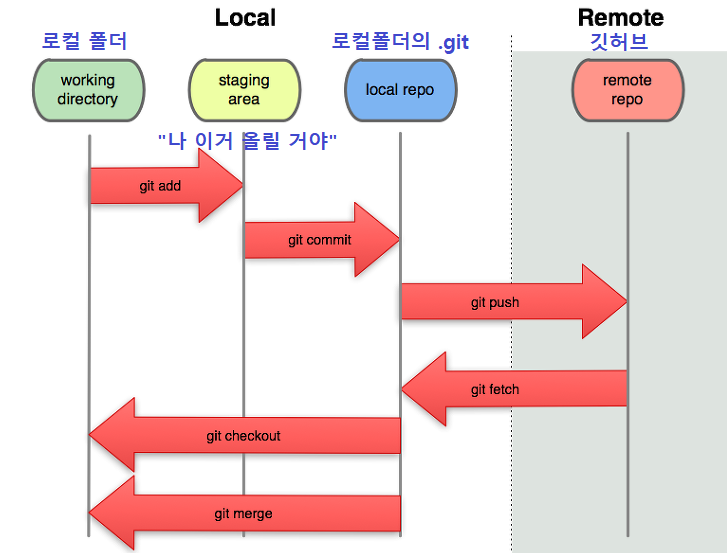 Local
Remote
로컬 폴더
로컬폴더의 .git
깃허브
working
directory
staging
area
local repo
remote
repo
"나 이거 올릴 거야"
git add
git commit
git push
git fetch
git checkout
git merge